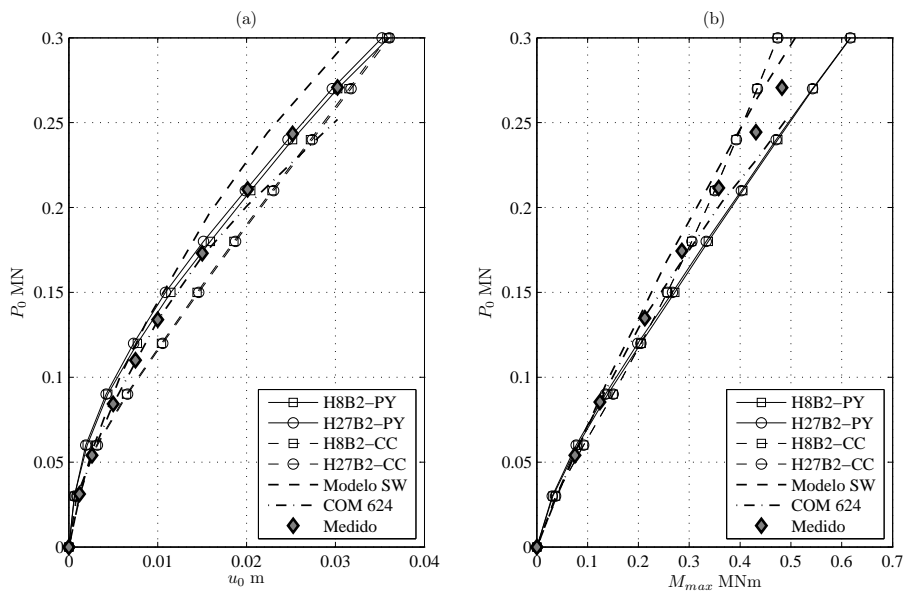 (a)
P0 MN
0.3
0.25
0.2
0.15
0.1
0.05
0
0 0.01 0.02 0.03 0.04
u0 m
H8B2−PY
H27B2−PY
H8B2−CC
H27B2−CC
Modelo SW
COM 624
Medido
(b)
P0 MN
0.3
0.25
0.2
0.15
0.1
0.05
0
0 0.1 0.2 0.3 0.4 0.5 0.6 0.7
Mmax MNm
H8B2−PY
H27B2−PY
H8B2−CC
H27B2−CC
Modelo SW
COM 624
Medido